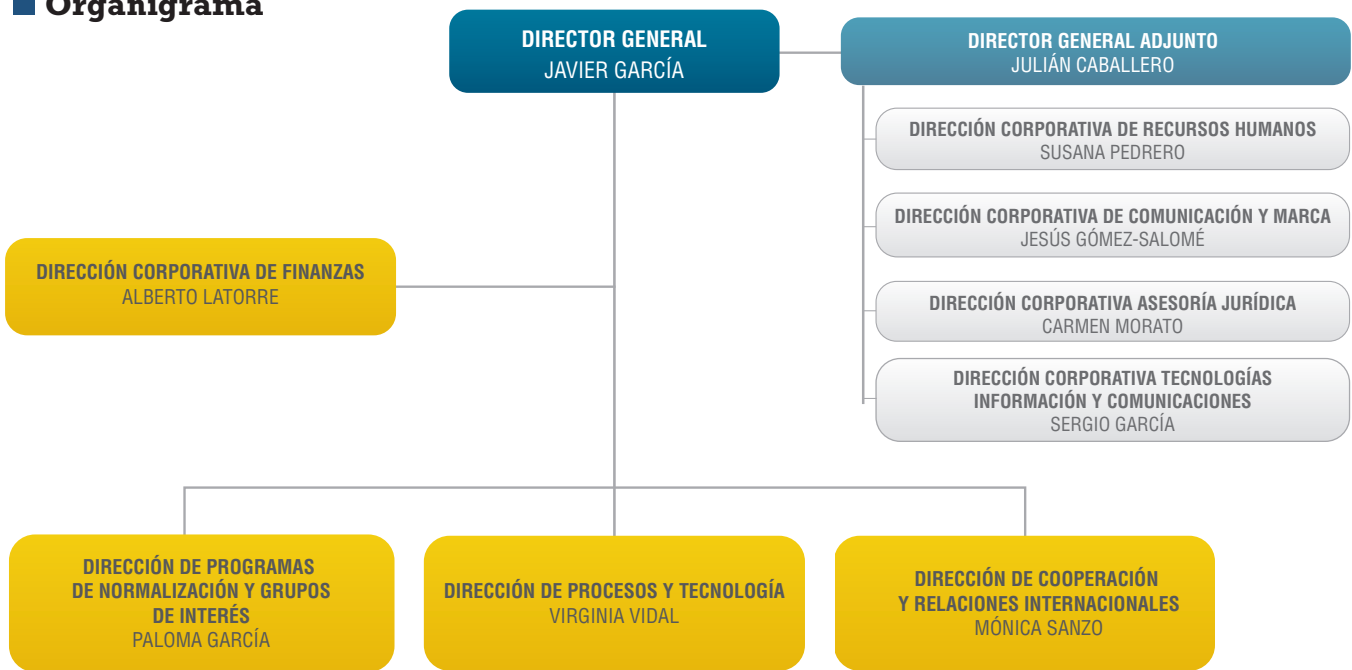 Organigrama
DIRECTOR GENERAL
JAVIER GARCÍA
DIRECTOR GENERAL ADJUNTO
JULIÁN CABALLERO
DIRECCIÓN CORPORATIVA DE RECURSOS HUMANOS
SUSANA PEDRERO
DIRECCIÓN CORPORATIVA DE COMUNICACIÓN Y MARCA
JESÚS GÓMEZ-SALOMÉ
DIRECCIÓN CORPORATIVA DE FINANZAS
ALBERTO LATORRE
DIRECCIÓN CORPORATIVA ASESORÍA JURÍDICA
CARMEN MORATO
DIRECCIÓN CORPORATIVA TECNOLOGÍAS
INFORMACIÓN Y COMUNICACIONES
SERGIO GARCÍA
DIRECCIÓN DE PROGRAMAS
DE NORMALIZACIÓN Y GRUPOS
DE INTERÉS
PALOMA GARCÍA
DIRECCIÓN DE PROCESOS Y TECNOLOGÍA
VIRGINIA VIDAL
DIRECCIÓN DE COOPERACIÓN
Y RELACIONES INTERNACIONALES
MÓNICA SANZO